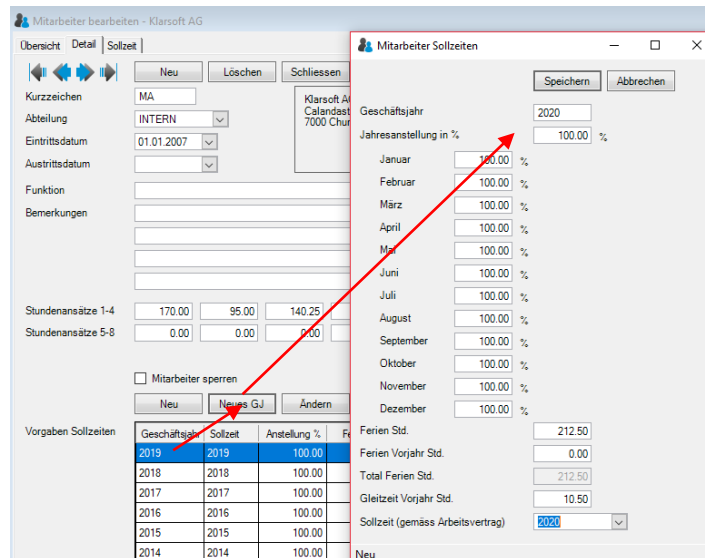 Mitarbeiter bearbeiten - Klarsoft AG
Übersicht Detail Sollzeit
Neu Löschen Schliessen
Kurzzeichen MA
Klarsoft AG
Abteilung INTERN
7000 Chur
Eintrittsdatum 01.01.2007
Austrittsdatum
Funktion
Bemerkungen
Stundenansätze 1-4 170.00 95.00 140.25
Stundenansätze 5-8 0.00 0.00 0.00
Mitarbeiter sperren
Neu Neues GJ Ändern
Vorgaben Sollzeiten
Geschäftsjahr Sollzeit Anstellung % Fe
2019 2019 100.00
2018 2018 100.00
2017 2017 100.00
2016 2016 100.00
2015 2015 100.00
2014 2014 100.00
Mitarbeiter Sollzeiten
Speichern Abbrechen
Geschäftsjahr 2020
Jahresanstellung in % 100.00 %
Januar 100.00 %
Februar 100.00 %
März 100.00 %
April 100.00 %
Mai 100.00 %
Juni 100.00 %
Juli 100.00 %
August 100.00 %
September 100.00 %
Oktober 100.00 %
November 100.00 %
Dezember 100.00 %
Ferien Std. 212.50
Ferien Vorjahr Std. 0.00
Total Ferien Std. 212.50
Gleitzeit Vorjahr Std. 10.50
Sollzeit (gemäss Arbeitsvertrag) 2020
Neu